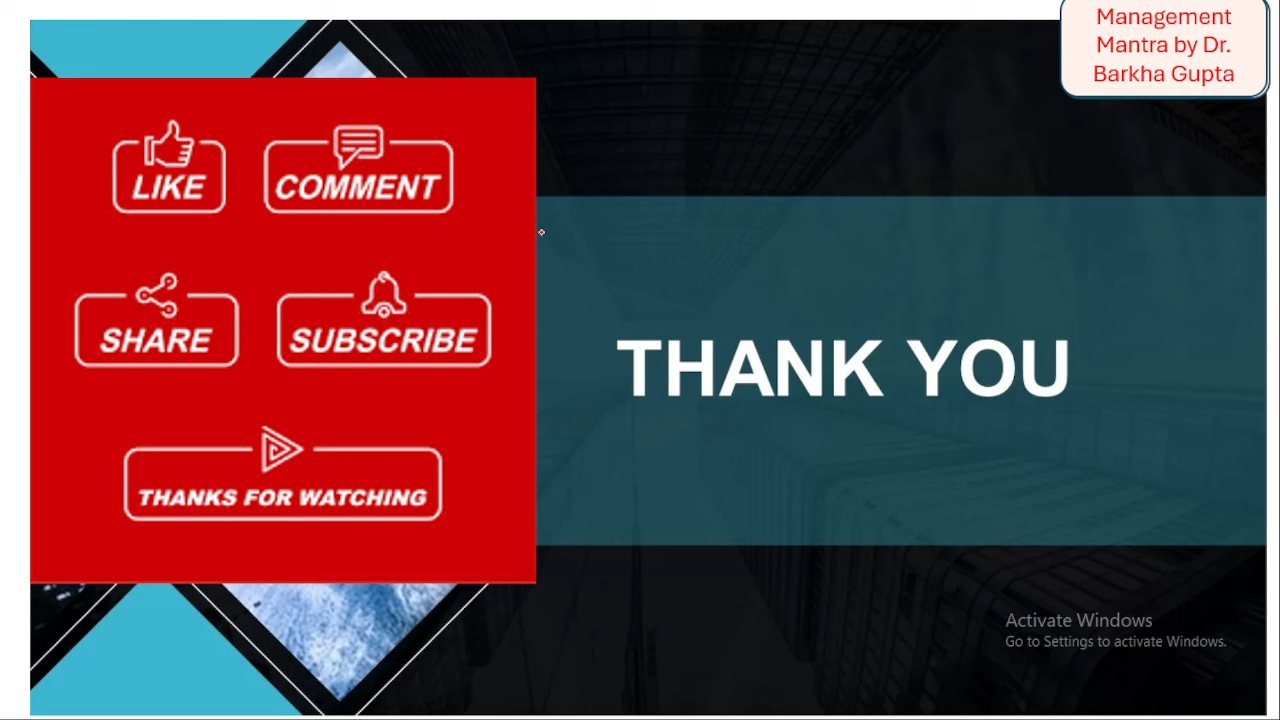 Management
Mantra by Dr.
Barkha Gupta
LIKE
COMMENT
SHARE
SUBSCRIBE
THANKS FOR WATCHING
THANK YOU
Activate Windows
Go to Settings to activate Windows.